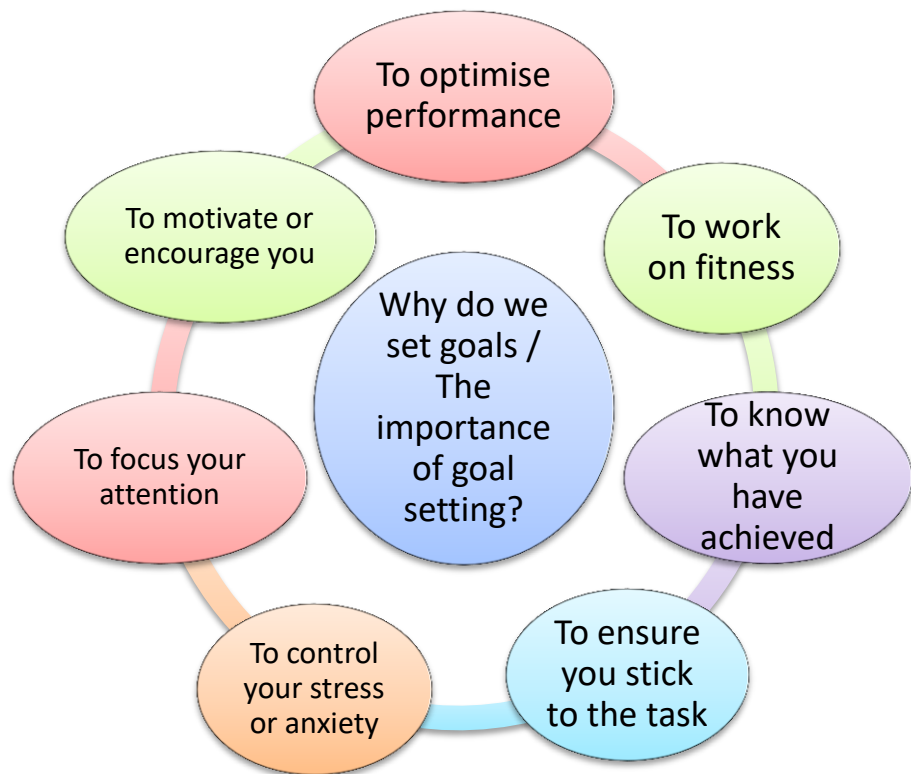 To optimise
performance
To work
on fitness
To know
what you
have
achieved
To ensure
you stick
to the task
To control
your stress
or anxiety
To focus your
attention
To motivate or
encourage you
Why do we
set goals /
The
importance
of goal
setting?